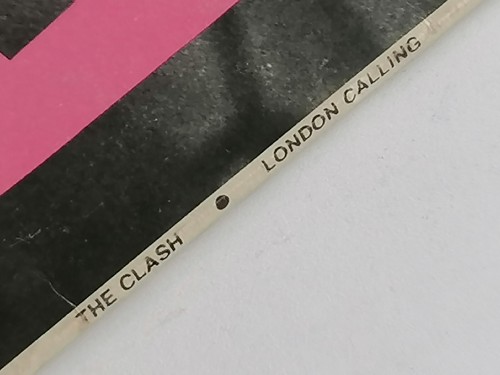 THE CLASH • LONDON CALLING